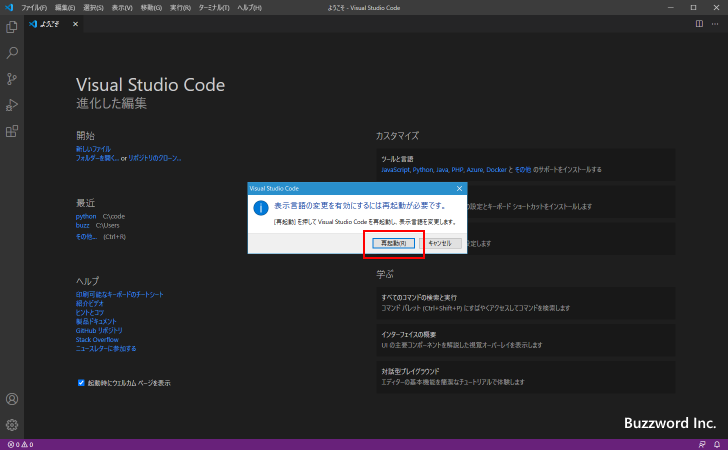 ファイル(F) 編集(E) 選択(S) 表示(V) 移動(G) 実行(R) ターミナル(T) ヘルプ(H) ようこそ - Visual Studio Code
ようこそ
Visual Studio Code
進化した編集
開始
新しいファイル
フォルダーを開く... or リポジトリのクローン...
最近
python C:\code
buzz C:\Users
その他... (Ctrl+R)
ヘルプ
印刷可能なキーボードのチートシート
紹介ビデオ
ヒントとコツ
製品ドキュメント
GitHub リポジトリ
Stack Overflow
ニュースレターに参加する
起動時にウェルカム ページを表示
カスタマイズ
ツールと言語
JavaScript, Python, Java, PHP, Azure, Docker と その他 のサポートをインストールする
の設定とキーボード ショートカットをインストールします
設定します
Visual Studio Code
表示言語の変更を有効にするには再起動が必要です。
[再起動] を押して Visual Studio Code を再起動し、表示言語を変更します。
再起動(R) キャンセル
学ぶ
すべてのコマンドの検索と実行
コマンド パレット (Ctrl+Shift+P) にすばやくアクセスしてコマンドを検索します
インターフェイスの概要
UI の主要コンポーネントを解説した視覚オーバーレイを表示します
対話型プレイグラウンド
エディターの基本機能を簡潔なチュートリアルで体験します
Buzzword Inc.
0 0